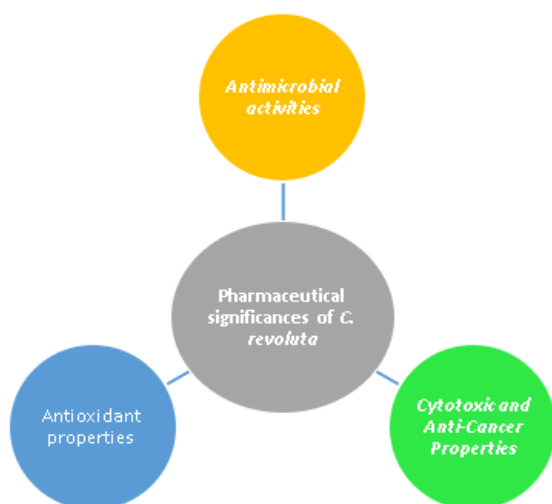 Antimicrobial
activities
Pharmaceutical
significances of C.
revoluta
Antioxidant
properties
Cytotoxic and
Anti-Cancer
Properties